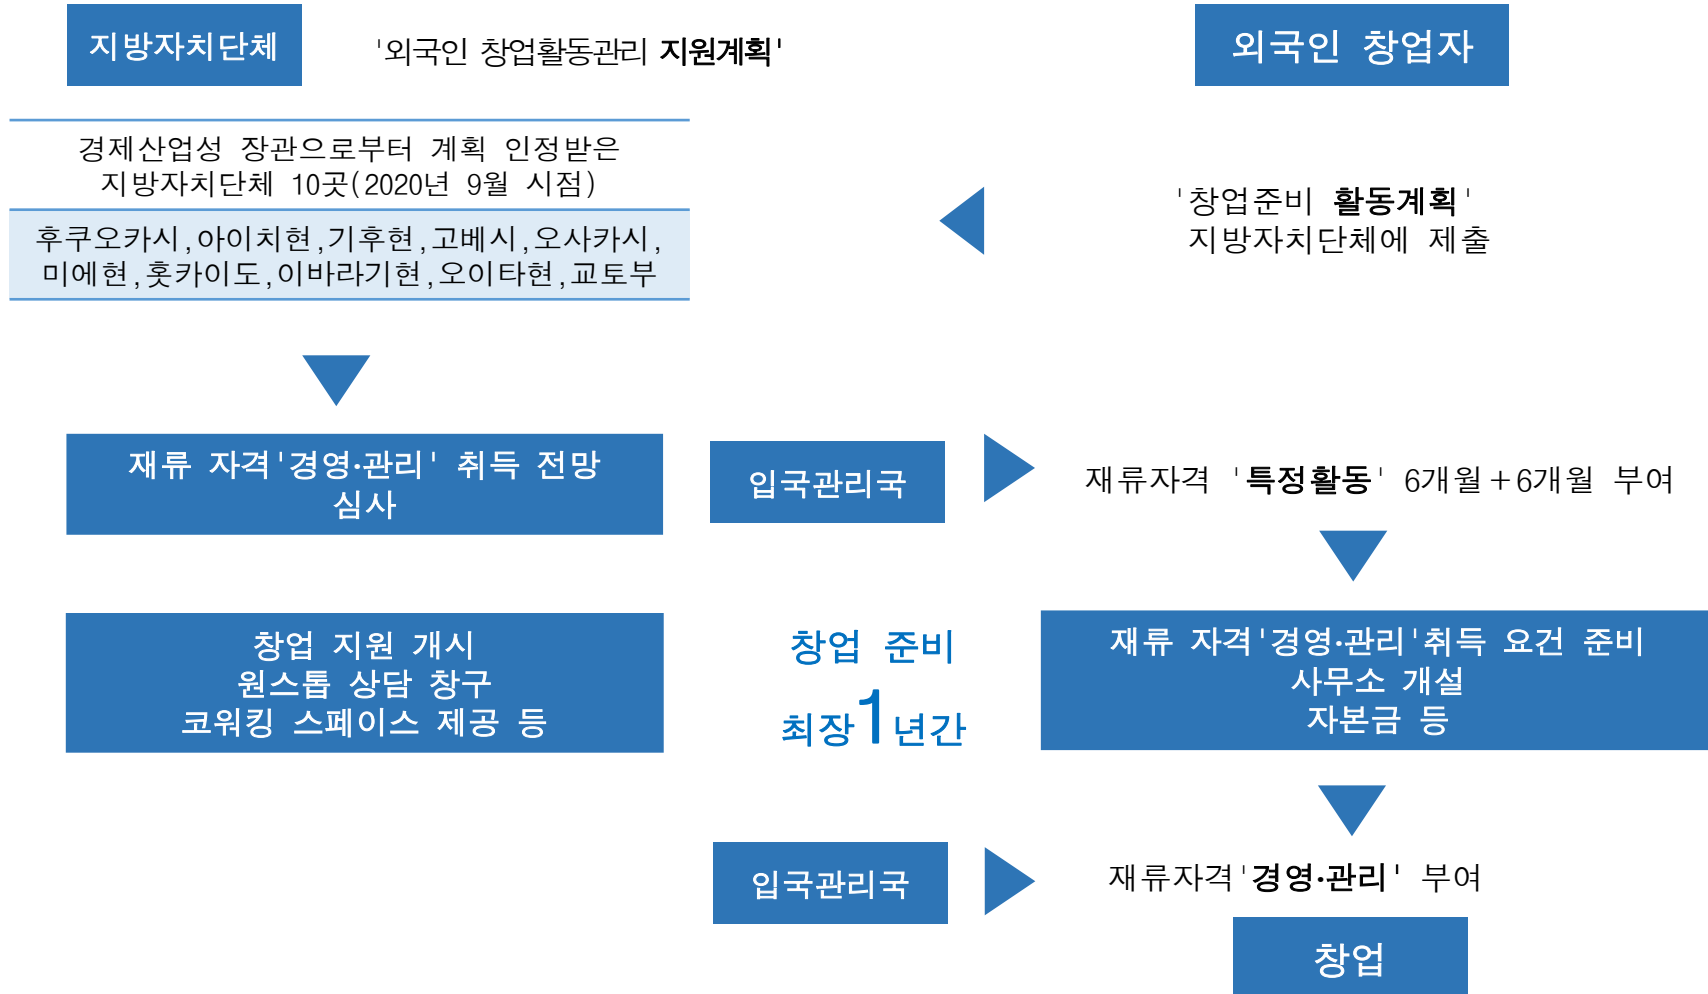 지방자치단체
'외국인 창업활동관리 지원계획'
외국인 창업자
경제산업성 장관으로부터 계획 인정받은
지방자치단체 10곳(2020년 9월 시점)
후쿠오카시,아이치현,기후현,고베시,오사카시,
미에현,홋카이도,이바라기현,오이타현,교토부
'창업준비 활동계획'
지방자치단체에 제출
재류 자격'경영·관리' 취득 전망
심사
입국관리국
재류자격 '특정활동' 6개월+6개월 부여
창업 지원 개시
원스톱 상담 창구
코워킹 스페이스 제공 등
창업 준비
최장1년간
재류 자격'경영·관리'취득 요건 준비
사무소 개설
자본금 등
입국관리국
재류자격'경영·관리' 부여
창업